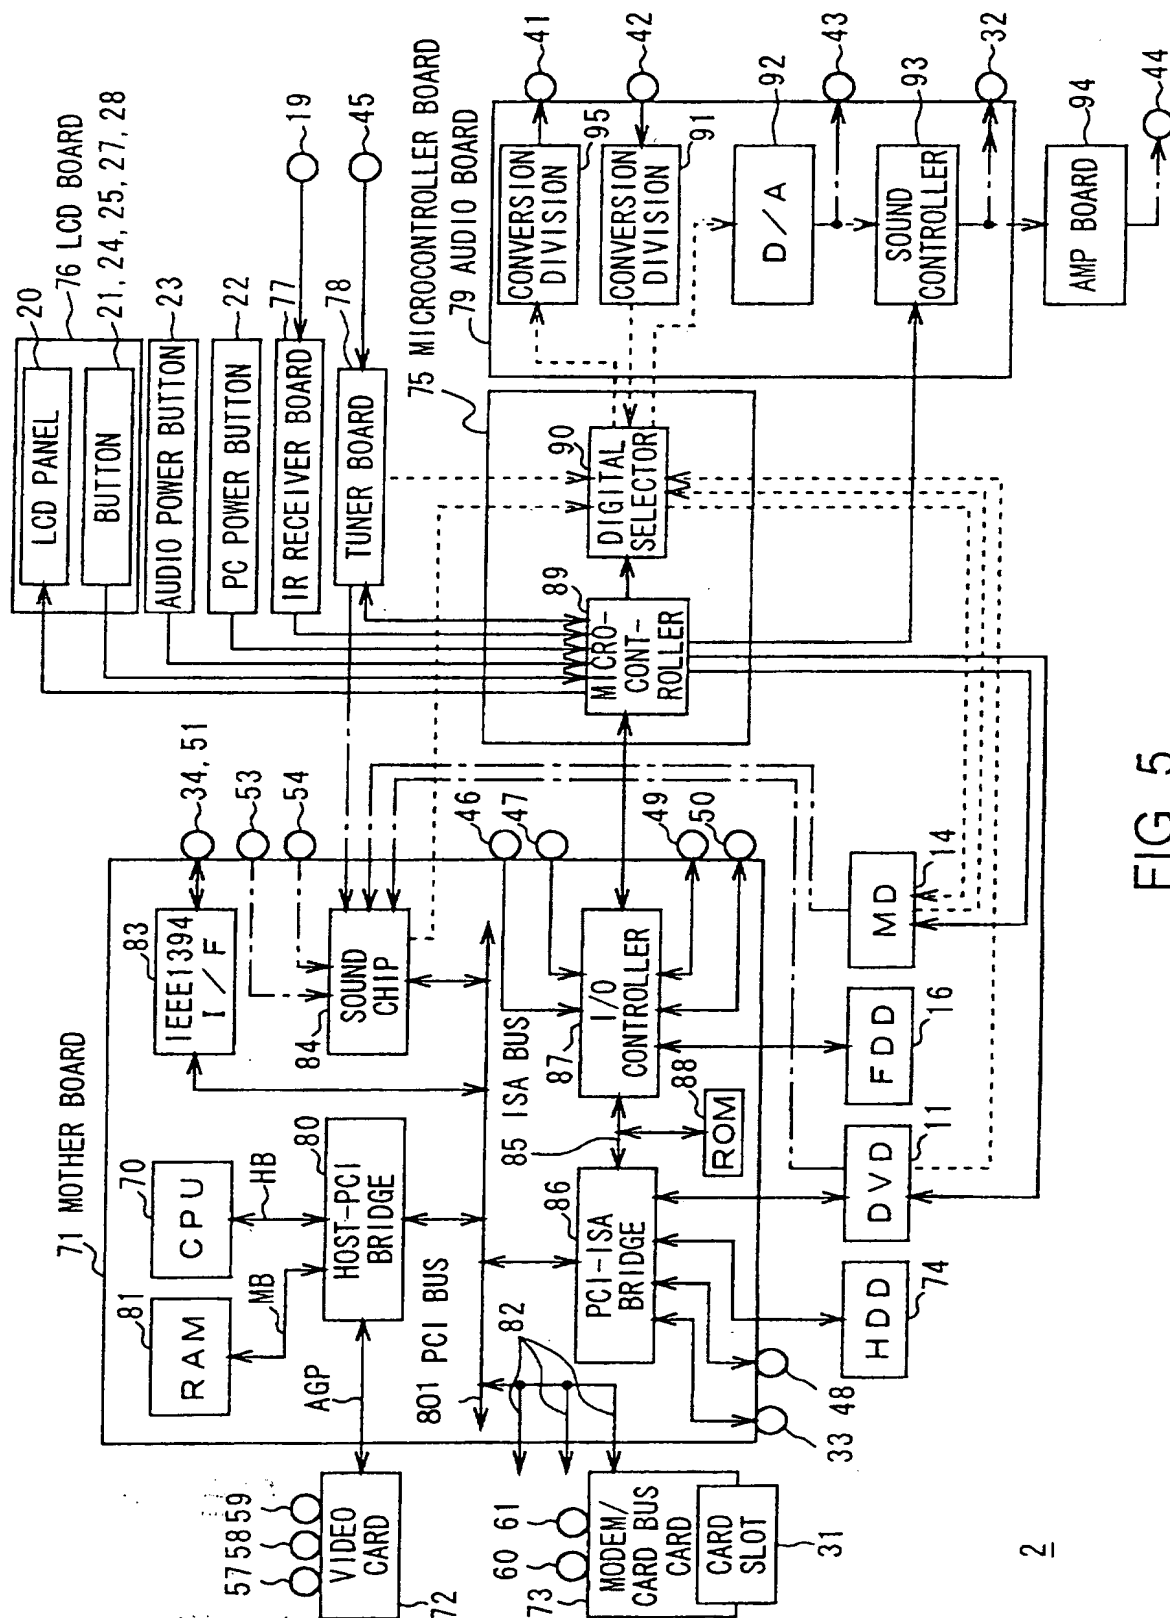 20
76 LCD BOARD
LCD PANEL
BUTTON
21, 24, 25, 27, 28
AUDIO POWER BUTTON
23
PC POWER BUTTON
22
IR RECEIVER BOARD
77
19
TUNER BOARD
78
45
75 MICROCONTROLLER BOARD
79 AUDIO BOARD
CONVERSION
DIVISION
95
41
CONVERSION
DIVISION
91
42
D/A
92
43
SOUND
CONTROLLER
93
32
AMP BOARD
94
44
DIGITAL
SELECTOR
90
MICRO-
CONT-
ROLLER
89
71 MOTHER BOARD
34, 51
53
54
46
47
49
50
83
IEEE1394
I/F
84
SOUND
CHIP
70
CPU
HB
81
RAM
MB
80
HOST-PCI
BRIDGE
AGP
801 PCI BUS
85 ISA BUS
82
87
I/O
CONTROLLER
88
ROM
86
PCI-ISA
BRIDGE
57 58 59
VIDEO
CARD
72
60 61
MODEM/
CARD BUS
CARD
73
CARD
SLOT
31
33
48
HDD
74
DVD
11
FDD
16
MD
14
2
FIG. 5